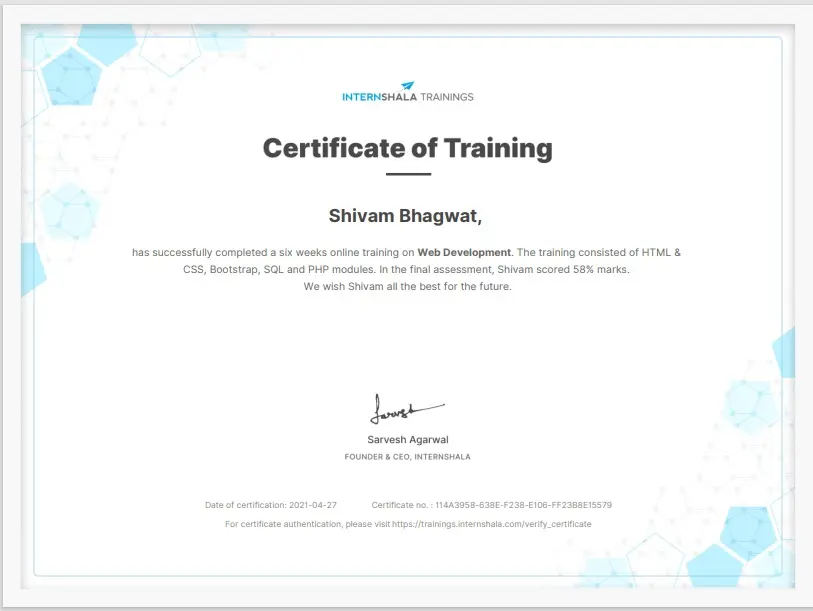 INTERNSHALA TRAININGS
Certificate of Training
Shivam Bhagwat,
has successfully completed a six weeks online training on Web Development. The training consisted of HTML &
CSS, Bootstrap, SQL and PHP modules. In the final assessment, Shivam scored 58% marks.
We wish Shivam all the best for the future.
Sarvesh
Sarvesh Agarwal
FOUNDER & CEO, INTERNSHALA
Date of certification: 2021-04-27 Certificate no. : 114A3958-638E-F238-E106-FF23B8E15579
For certificate authentication, please visit https://trainings.internshala.com/verify_certificate